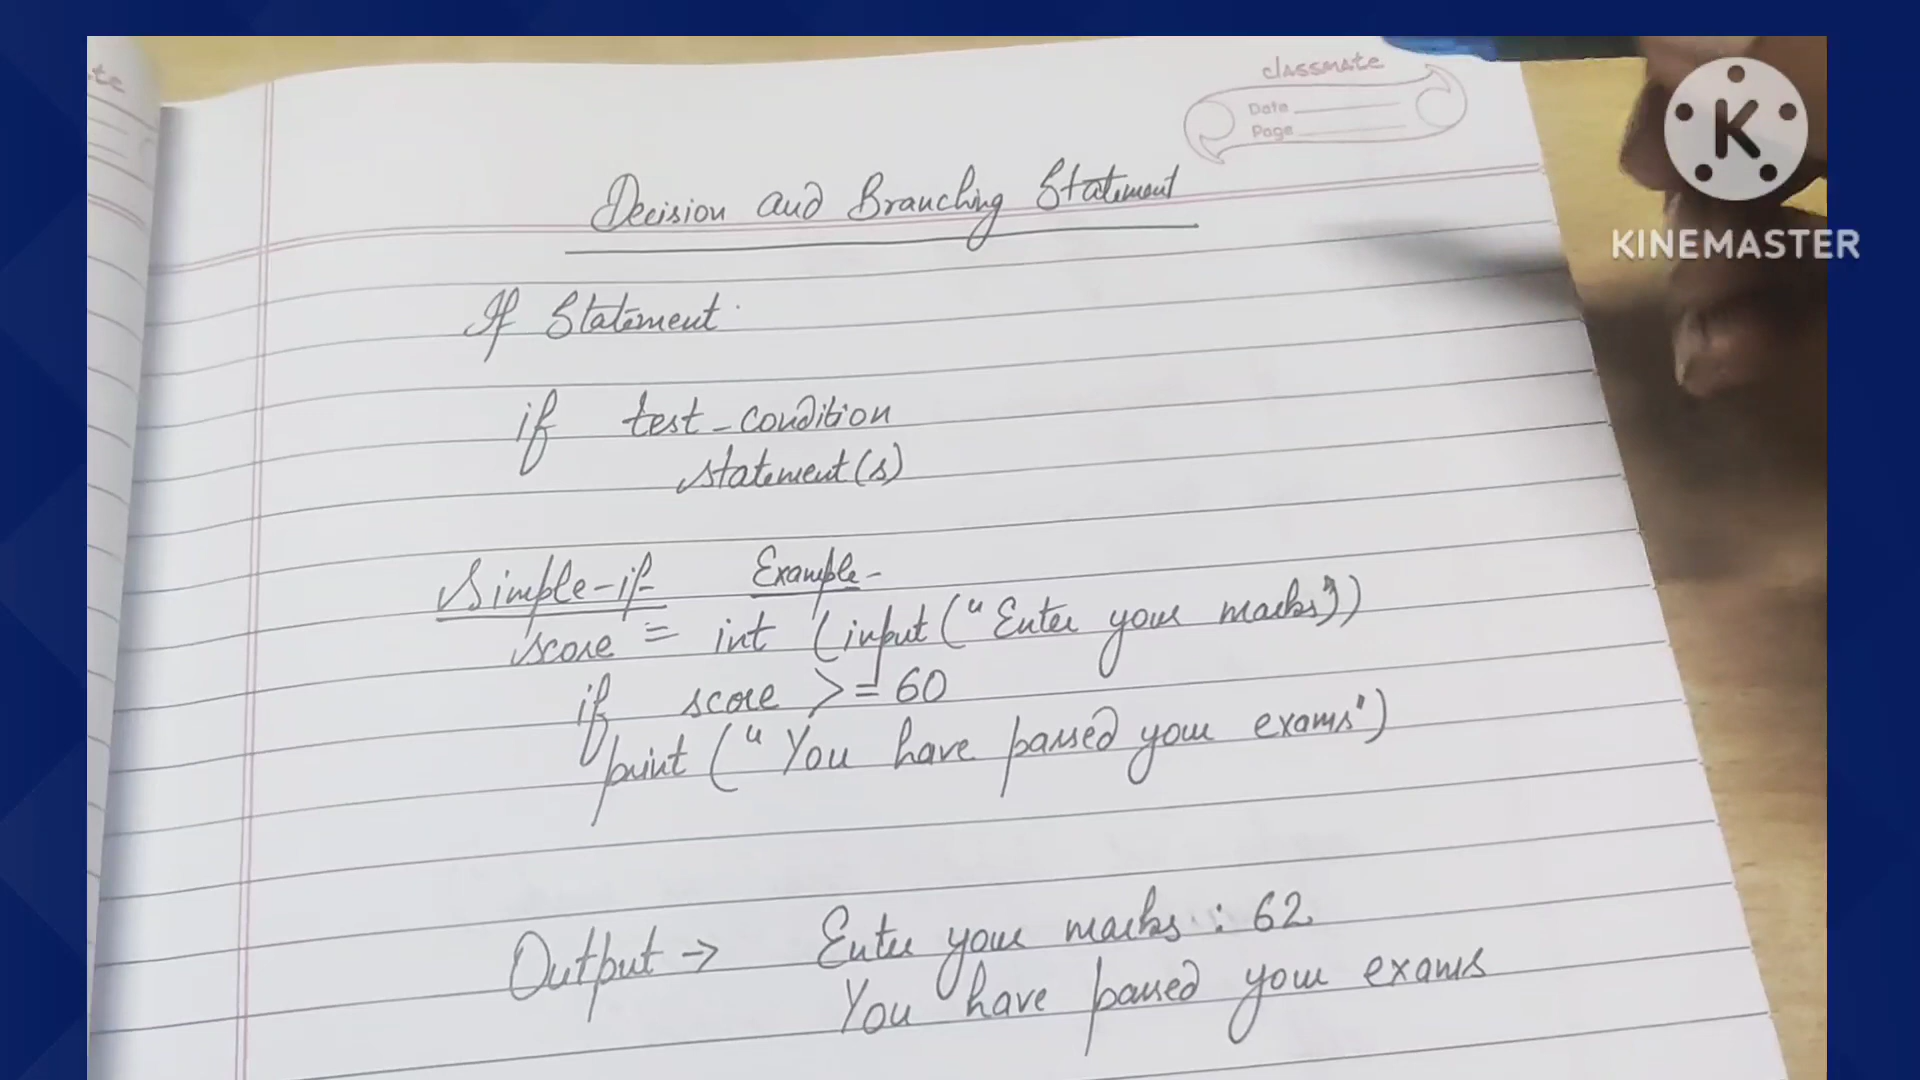 te
classmate
Date
Page
KINEMASTER
Decision and Branching Statement
If Statement
if test_condition
statement(s)
Simple-if- Example-
score = int (input("Enter your marks"))
if score >= 60
print ("You have passed your exams")
Output → Enter your marks : 62
You have passed your exams